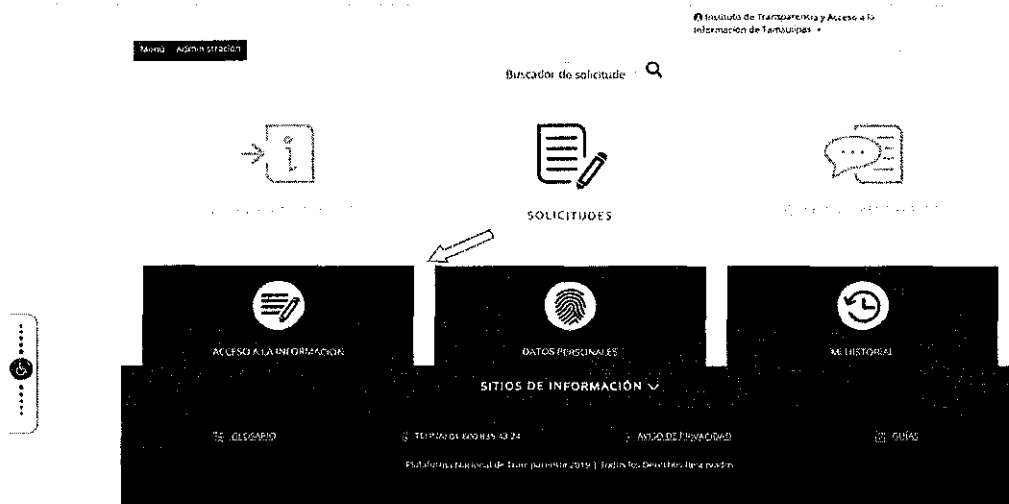 Instituto de Transparencia y Acceso a la
Información de Tamaulipas
Menú Administración
Buscador de solicitude
SOLICITUDES
ACCESO A LA INFORMACIÓN
DATOS PERSONALES
MI HISTORIAL
SITIOS DE INFORMACIÓN
GLOSARIO
AVISO DE PRIVACIDAD
GUÍAS
Plataforma Nacional de Transparencia 2019 | Todos los Derechos Reservados